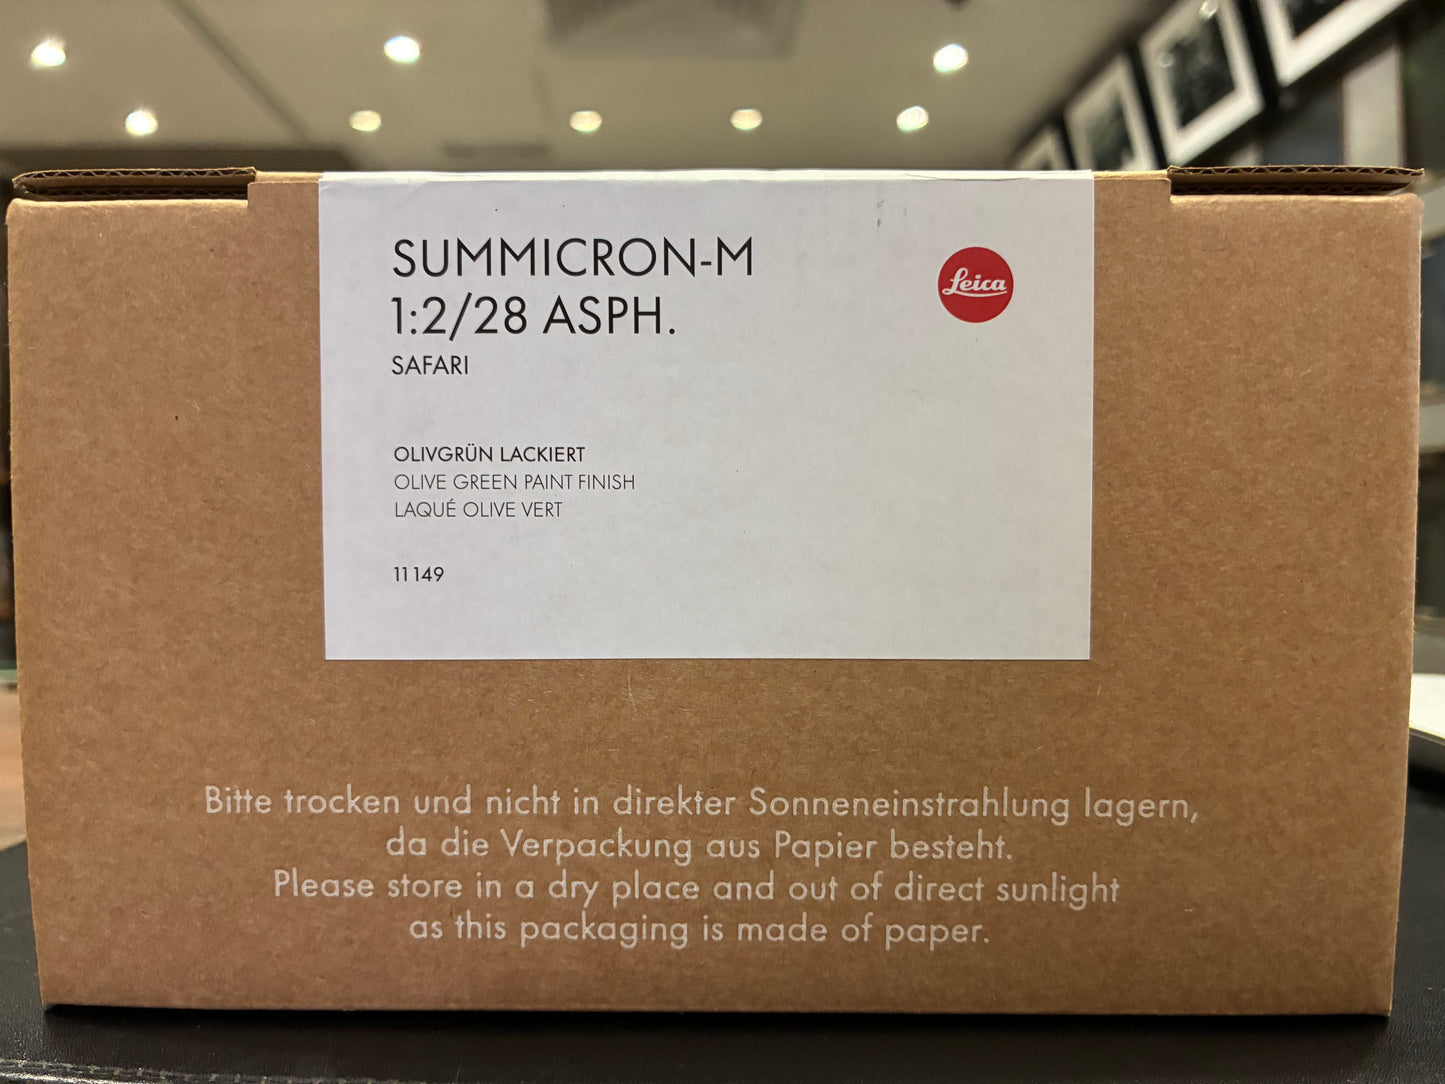 SUMMICRON-M
1:2/28 ASPH.
SAFARI
Leica
OLIVGRÜN LACKIERT
OLIVE GREEN PAINT FINISH
LAQUÉ OLIVE VERT
11149
Bitte trocken und nicht in direkter Sonneneinstrahlung lagern,
da die Verpackung aus Papier besteht.
Please store in a dry place and out of direct sunlight
as this packaging is made of paper.